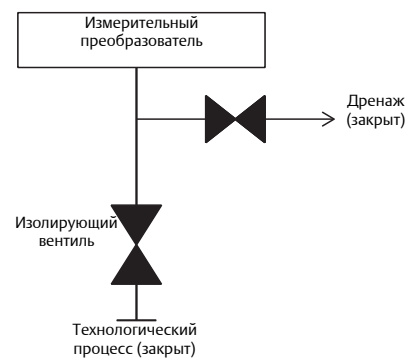 Измерительный
преобразователь
Дренаж
(закрыт)
Изолирующий
вентиль
Технологический
процесс (закрыт)